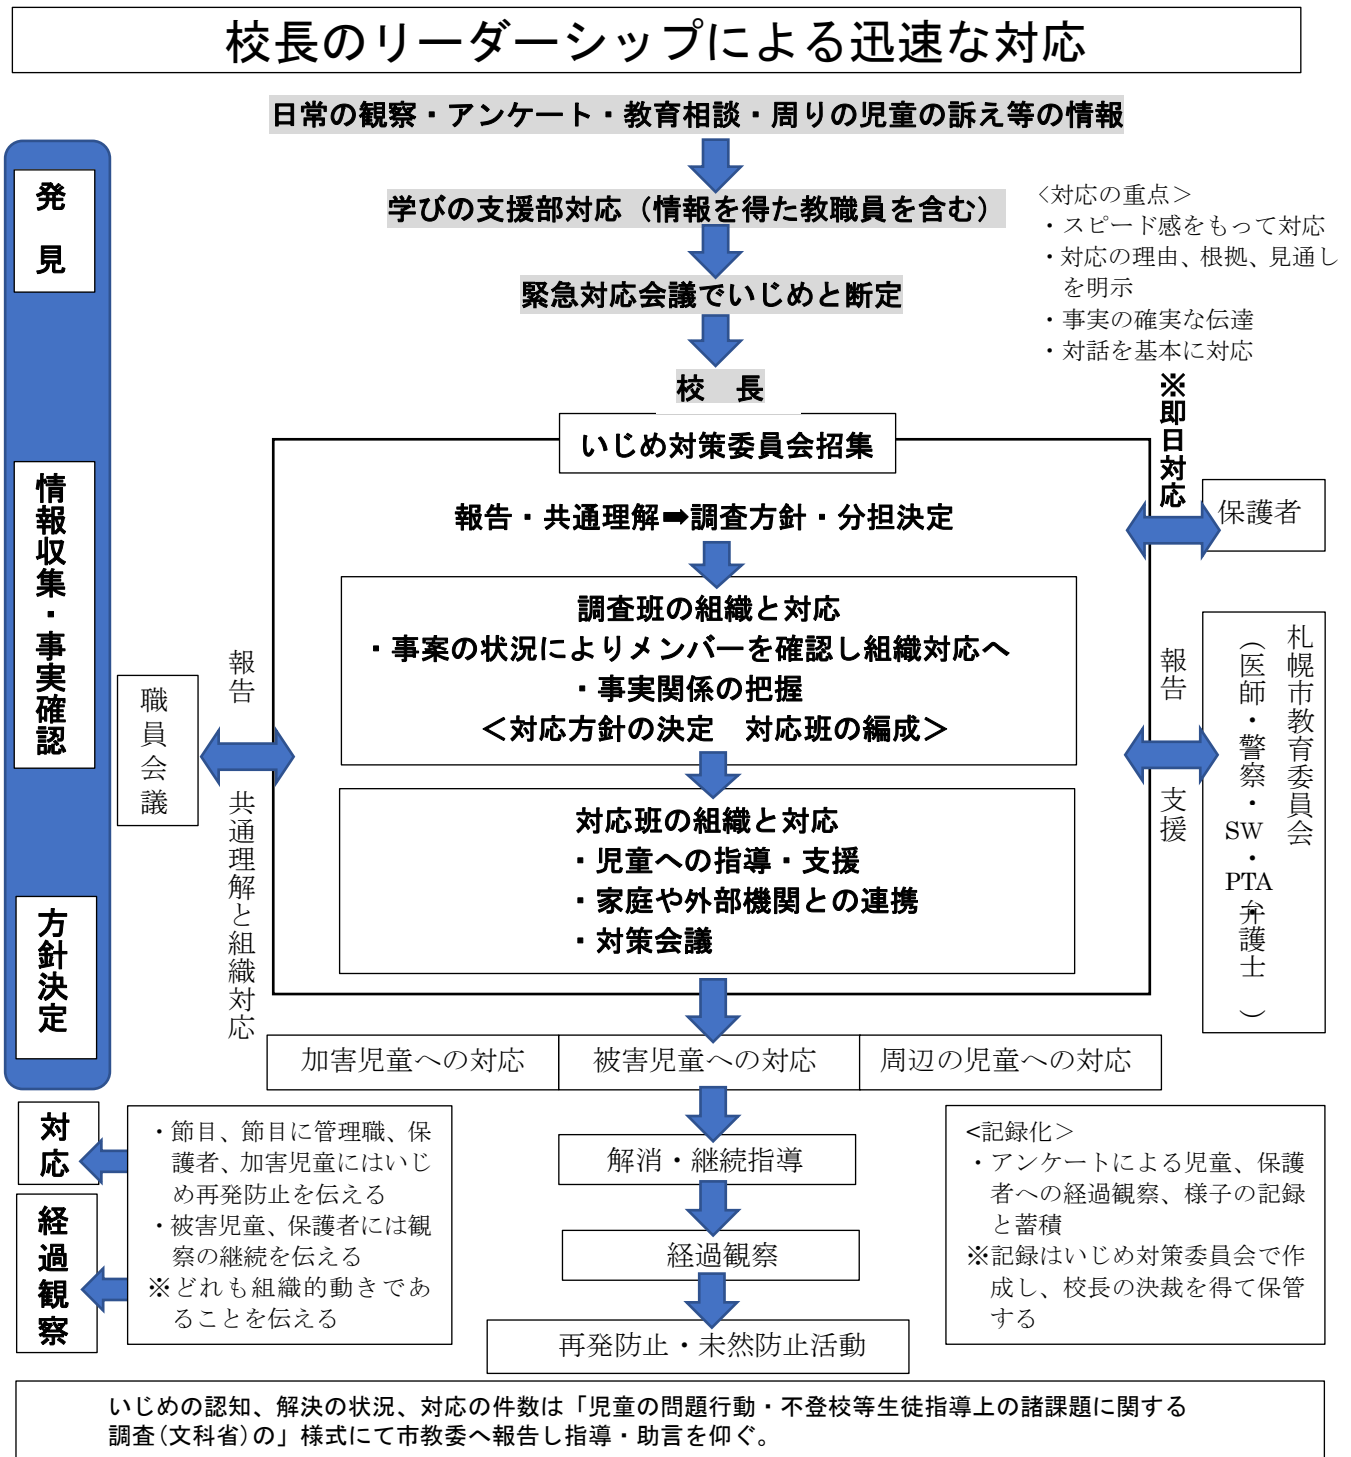 校長のリーダーシップによる迅速な対応
日常の観察・アンケート・教育相談・周りの児童の訴え等の情報
学びの支援部対応（情報を得た教職員を含む）
緊急対応会議でいじめと断定
校　長
<対応の重点＞
・スピード感をもって対応
・対応の理由、根拠、見通し
を明示
・事実の確実な伝達
・対話を基本に対応
※即日対応
発見
情報収集・事実確認
方針決定
いじめ対策委員会招集
報告・共通理解➡調査方針・分担決定
調査班の組織と対応
・事案の状況によりメンバーを確認し組織対応へ
・事実関係の把握
＜対応方針の決定　対応班の編成＞
対応班の組織と対応
・児童への指導・支援
・家庭や外部機関との連携
・対策会議
職員会議
報告
共通理解と組織対応
保護者
報告
支援
札幌市教育委員会
（医師・警察・SW・PTA・弁護士　）
加害児童への対応
被害児童への対応
周辺の児童への対応
対応
経過観察
・節目、節目に管理職、保
護者、加害児童にはいじ
め再発防止を伝える
・被害児童、保護者には観
察の継続を伝える
※どれも組織的動きであ
ることを伝える
解消・継続指導
経過観察
再発防止・未然防止活動
<記録化＞
・アンケートによる児童、保護
者への経過観察、様子の記録
と蓄積
※記録はいじめ対策委員会で作
成し、校長の決裁を得て保管
する
いじめの認知、解決の状況、対応の件数は「児童の問題行動・不登校等生徒指導上の諸課題に関する
調査(文科省)の」様式にて市教委へ報告し指導・助言を仰ぐ。